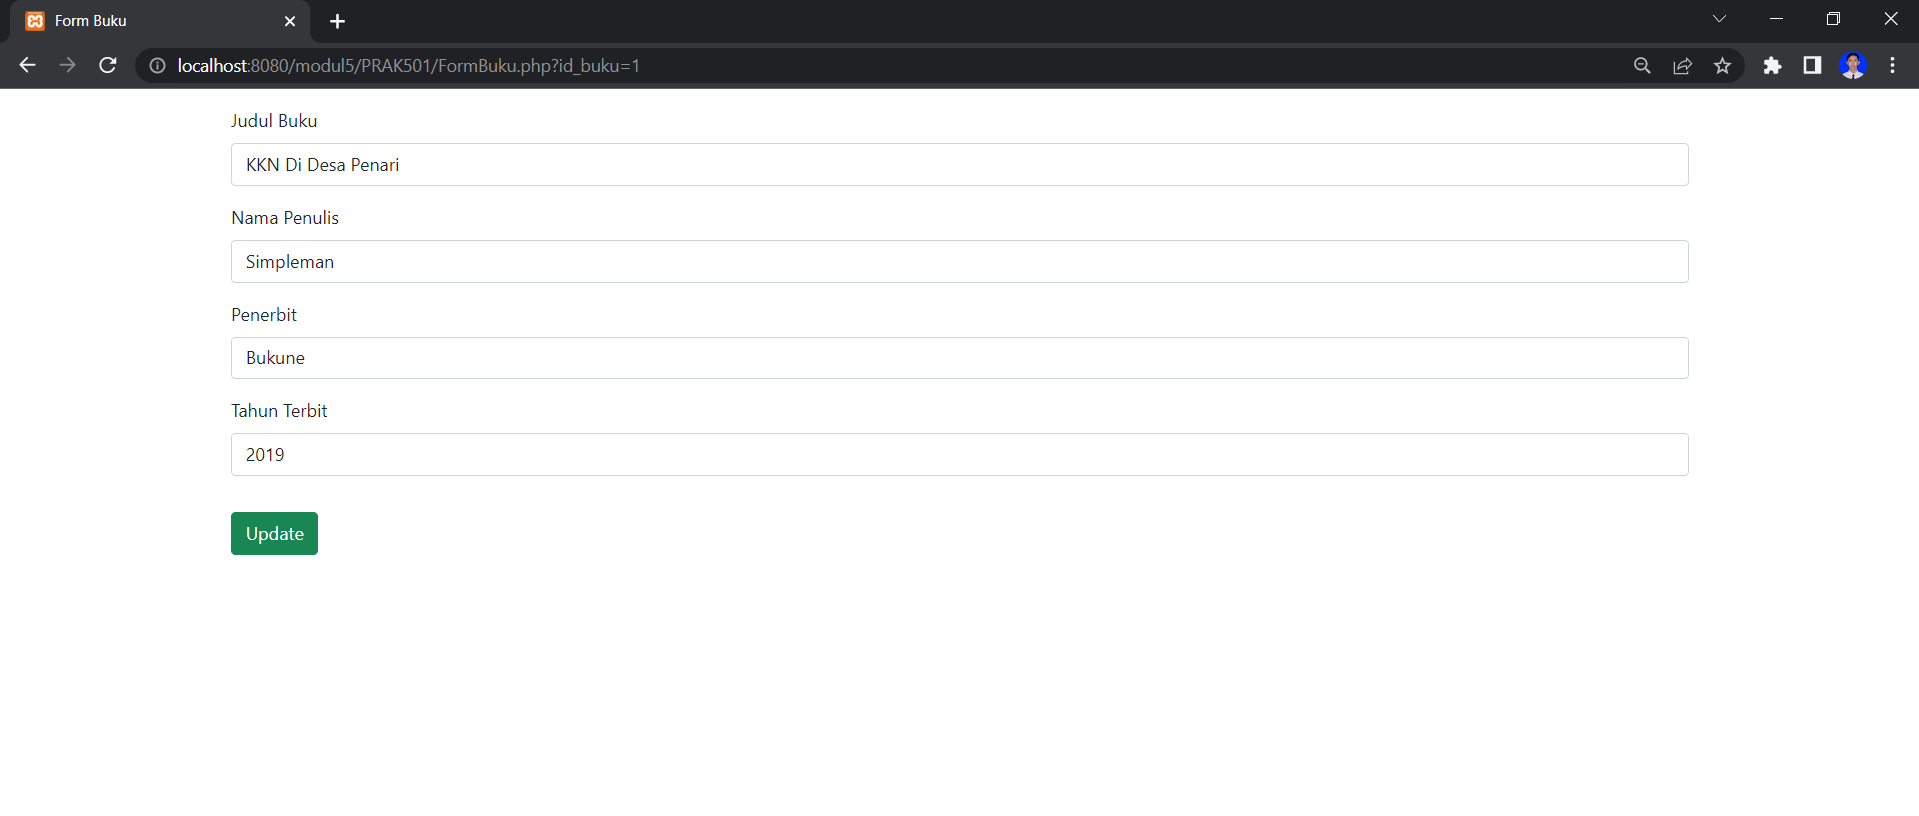 Form Buku
localhost:8080/modul5/PRAK501/FormBuku.php?id_buku=1
Judul Buku
KKN Di Desa Penari
Nama Penulis
Simpleman
Penerbit
Bukune
Tahun Terbit
2019
Update